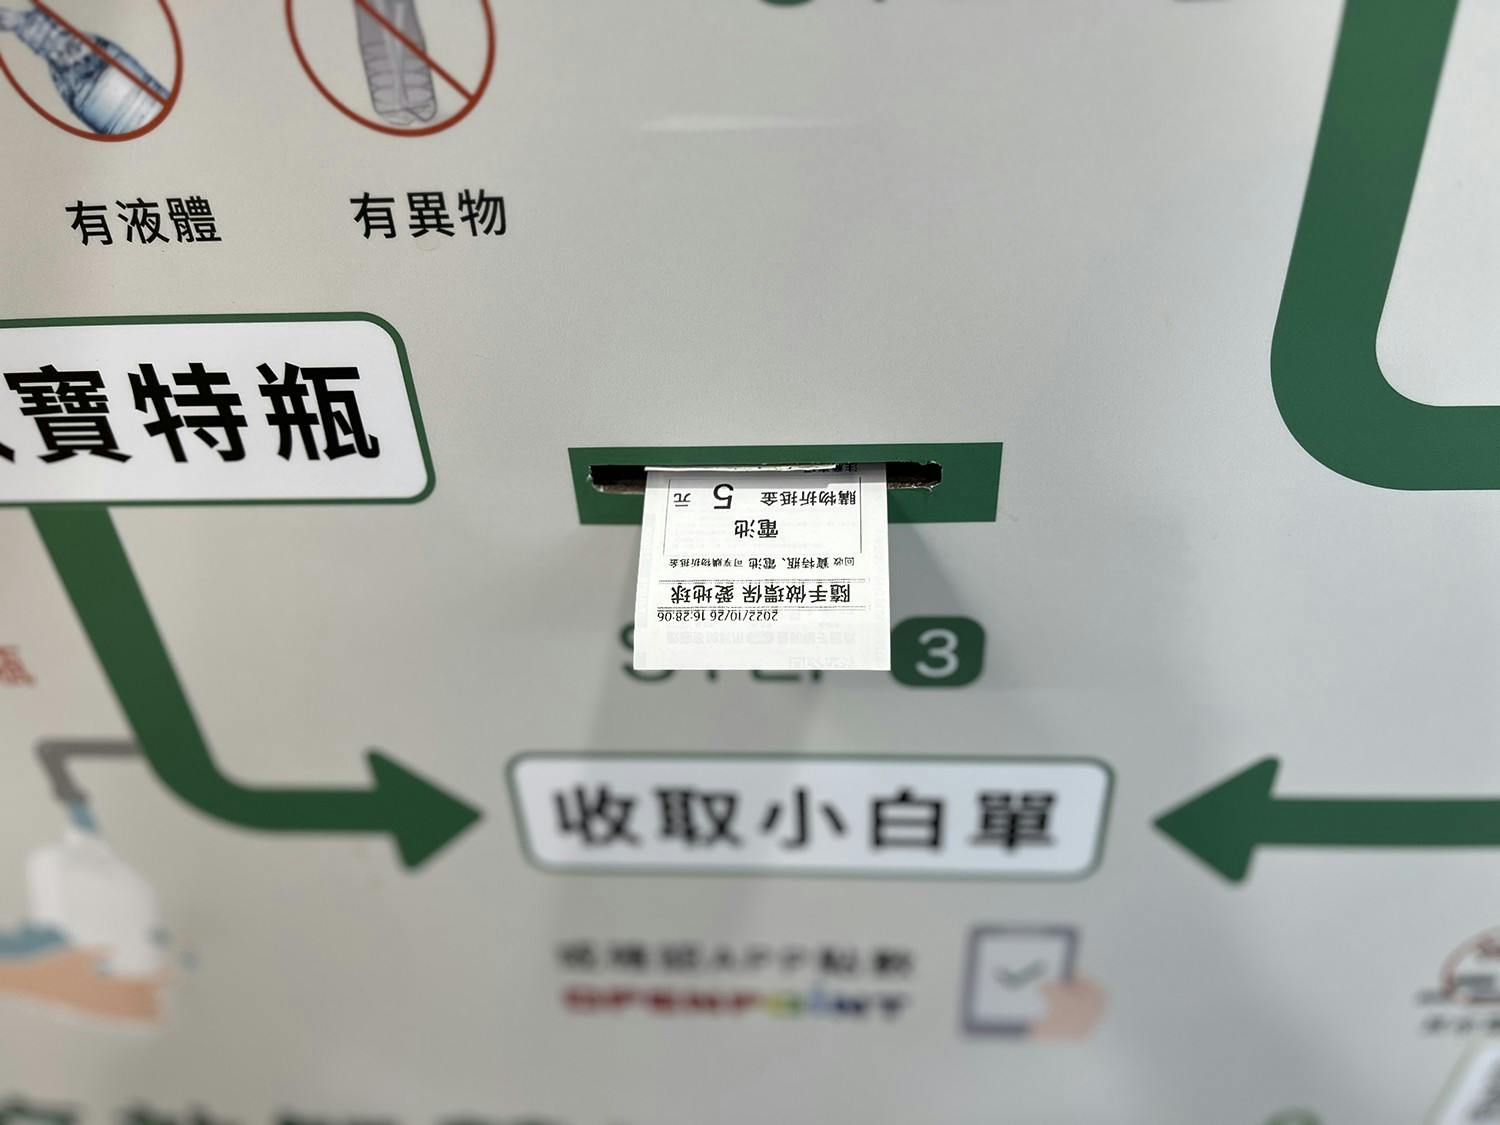 有液體
有異物
寶特瓶
購物折抵金 5 元
電池
回收 寶特瓶、電池 可享購物折抵金
隨手做環保 愛地球
2022/10/26 16:28:06
STEP 3
收取小白單
OPENPOINT